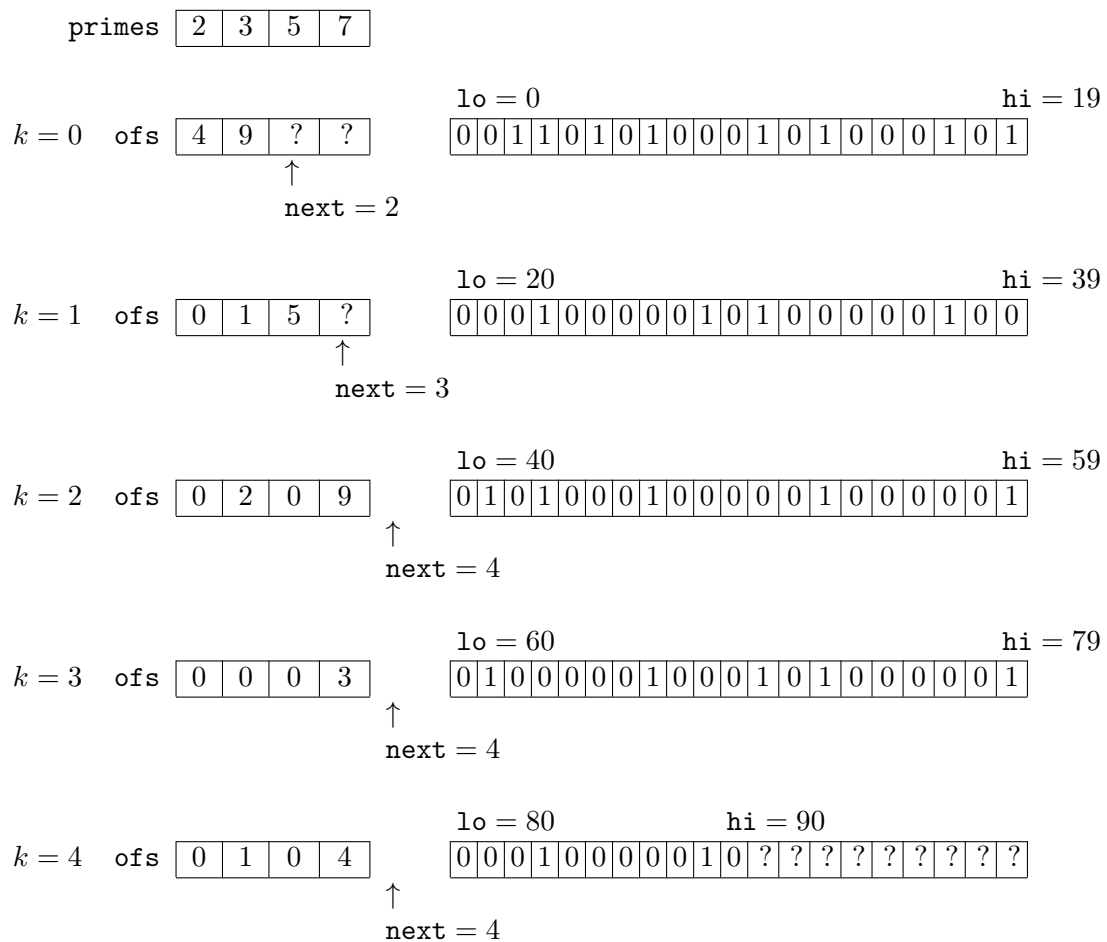 primes 2 3 5 7
lo = 0 hi = 19
k = 0 ofs 4 9 ? ? 0 0 1 1 0 1 0 1 0 0 0 1 0 1 0 0 0 1 0 1
↑
next = 2
lo = 20 hi = 39
k = 1 ofs 0 1 5 ? 0 0 0 1 0 0 0 0 0 1 0 1 0 0 0 0 0 1 0 0
↑
next = 3
lo = 40 hi = 59
k = 2 ofs 0 2 0 9 0 1 0 1 0 0 0 1 0 0 0 0 0 1 0 0 0 0 0 1
↑
next = 4
lo = 60 hi = 79
k = 3 ofs 0 0 0 3 0 1 0 0 0 0 0 1 0 0 0 1 0 1 0 0 0 0 0 1
↑
next = 4
lo = 80 hi = 90
k = 4 ofs 0 1 0 4 0 0 0 1 0 0 0 0 0 1 0 ? ? ? ? ? ? ? ? ?
↑
next = 4